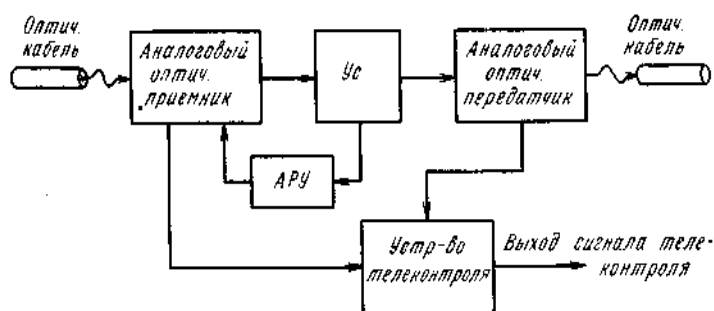 Оптич.
кабель
Аналоговый
оптич.
приемник
Ус
Аналоговый
оптич.
передатчик
Оптич.
кабель
АРУ
Устр-во
телеконтроля
Выход сигнала теле-
контроля